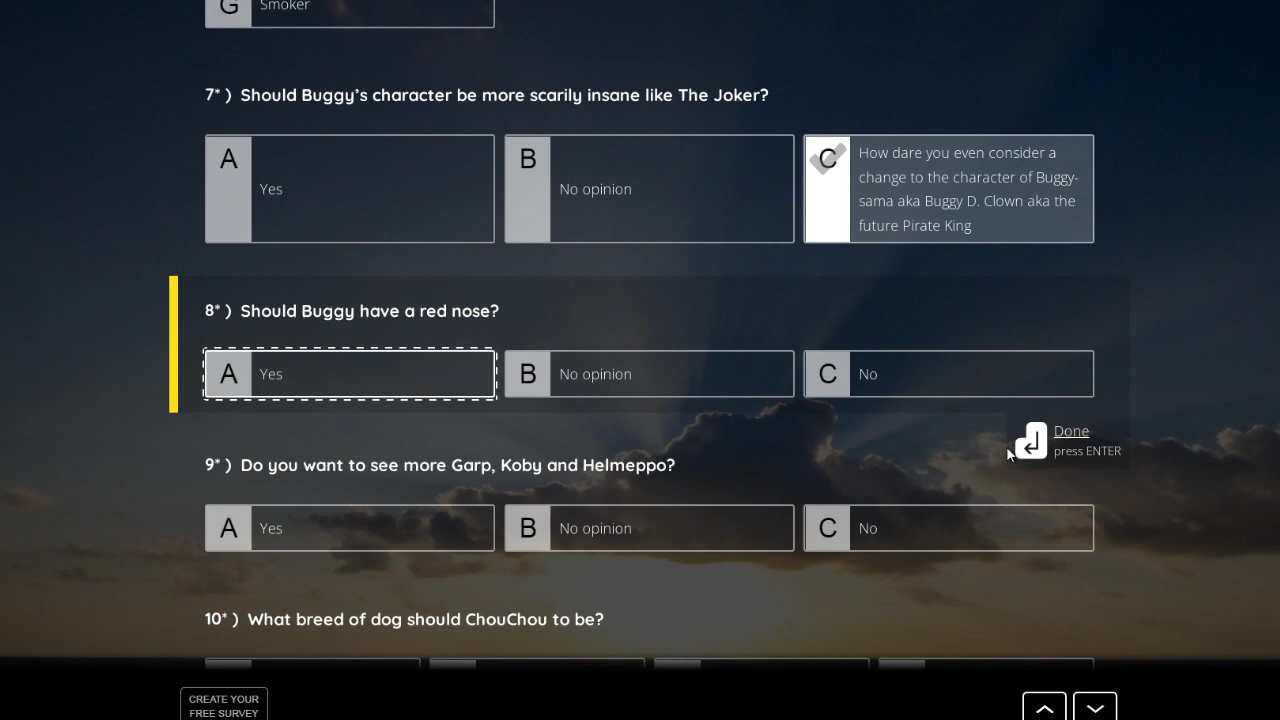 G Smoker
7* ) Should Buggy’s character be more scarily insane like The Joker?
A Yes
B No opinion
C How dare you even consider a
change to the character of Buggy-
sama aka Buggy D. Clown aka the
future Pirate King
8* ) Should Buggy have a red nose?
A Yes
B No opinion
C No
Done
press ENTER
9* ) Do you want to see more Garp, Koby and Helmeppo?
A Yes
B No opinion
C No
10* ) What breed of dog should ChouChou to be?
CREATE YOUR
FREE SURVEY